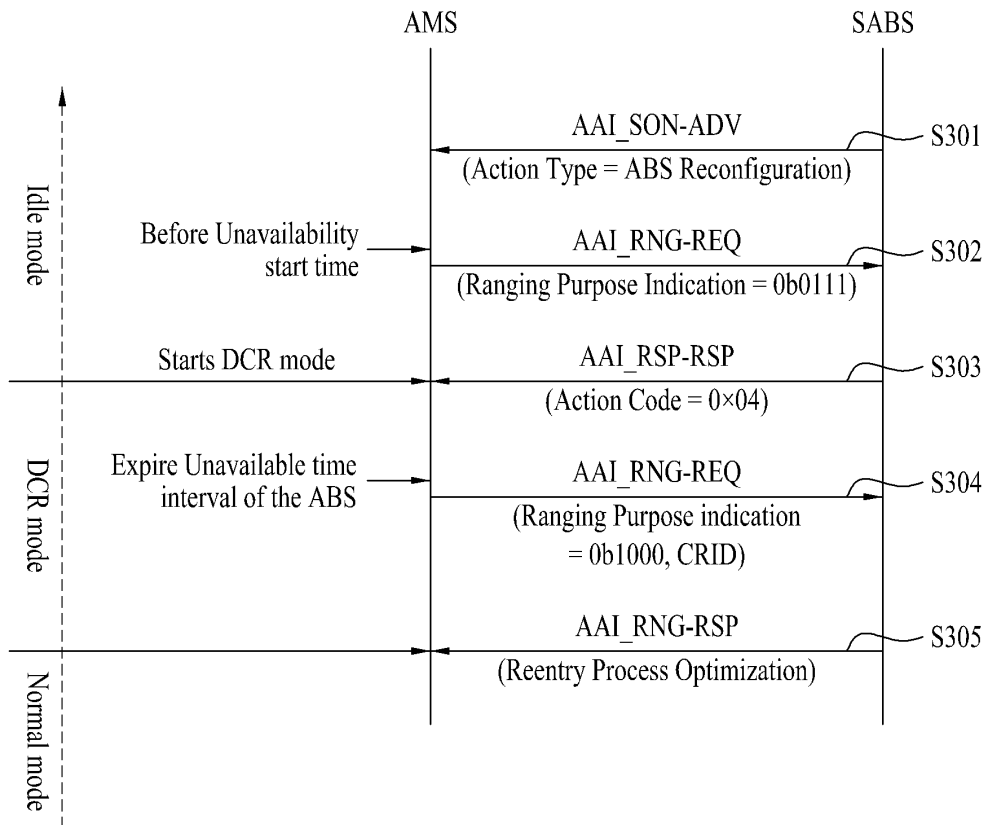 AMS
SABS
AAI_SON-ADV
S301
(Action Type = ABS Reconfiguration)
Idle mode
Before Unavailability
start time
AAI_RNG-REQ
S302
(Ranging Purpose Indication = 0b0111)
Starts DCR mode
AAI_RSP-RSP
S303
(Action Code = 0×04)
DCR mode
Expire Unavailable time
interval of the ABS
AAI_RNG-REQ
S304
(Ranging Purpose indication
= 0b1000, CRID)
AAI_RNG-RSP
S305
(Reentry Process Optimization)
Normal mode